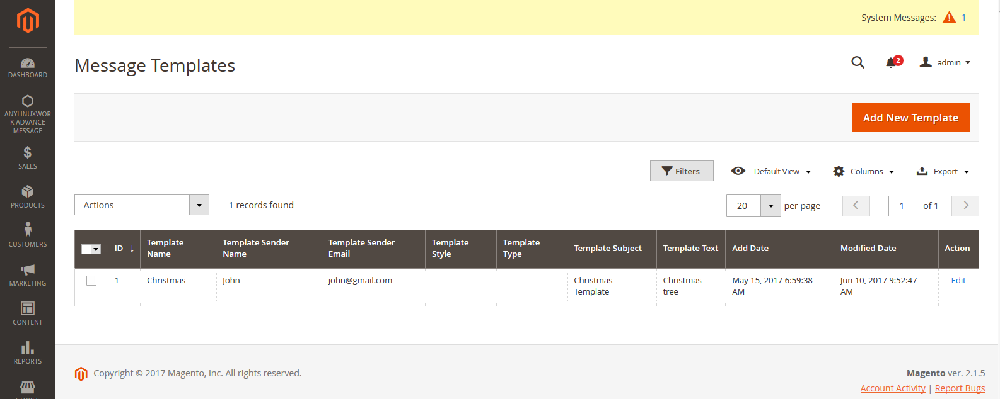 System Messages: 1
Message Templates
2
admin
DASHBOARD
ANYLINUXWOR
K ADVANCE
MESSAGE
SALES
PRODUCTS
CUSTOMERS
MARKETING
CONTENT
REPORTS
STORES
Add New Template
Filters Default View Columns Export
Actions 1 records found 20 per page 1 of 1
ID ↓ Template Name Template Sender Name Template Sender Email Template Style Template Type Template Subject Template Text Add Date Modified Date Action
1 Christmas John john@gmail.com Christmas Template Christmas tree May 15, 2017 6:59:38 AM Jun 10, 2017 9:52:47 AM Edit
Copyright © 2017 Magento, Inc. All rights reserved.
Magento ver. 2.1.5
Account Activity | Report Bugs